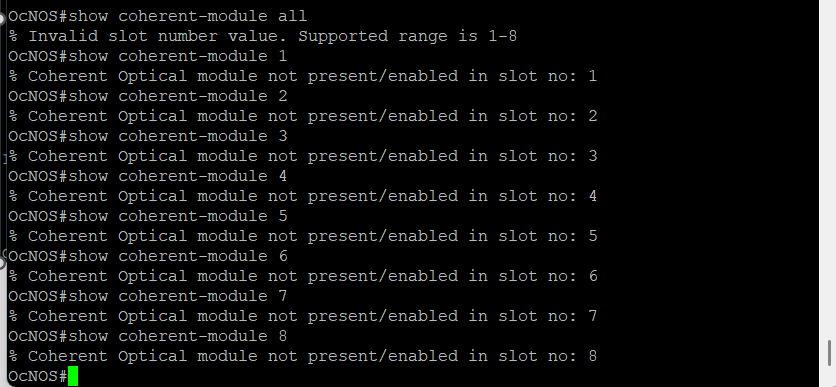 OcNOS#show coherent-module all
% Invalid slot number value. Supported range is 1-8
OcNOS#show coherent-module 1
% Coherent Optical module not present/enabled in slot no: 1
OcNOS#show coherent-module 2
% Coherent Optical module not present/enabled in slot no: 2
OcNOS#show coherent-module 3
% Coherent Optical module not present/enabled in slot no: 3
OcNOS#show coherent-module 4
% Coherent Optical module not present/enabled in slot no: 4
OcNOS#show coherent-module 5
% Coherent Optical module not present/enabled in slot no: 5
OcNOS#show coherent-module 6
% Coherent Optical module not present/enabled in slot no: 6
OcNOS#show coherent-module 7
% Coherent Optical module not present/enabled in slot no: 7
OcNOS#show coherent-module 8
% Coherent Optical module not present/enabled in slot no: 8
OcNOS#